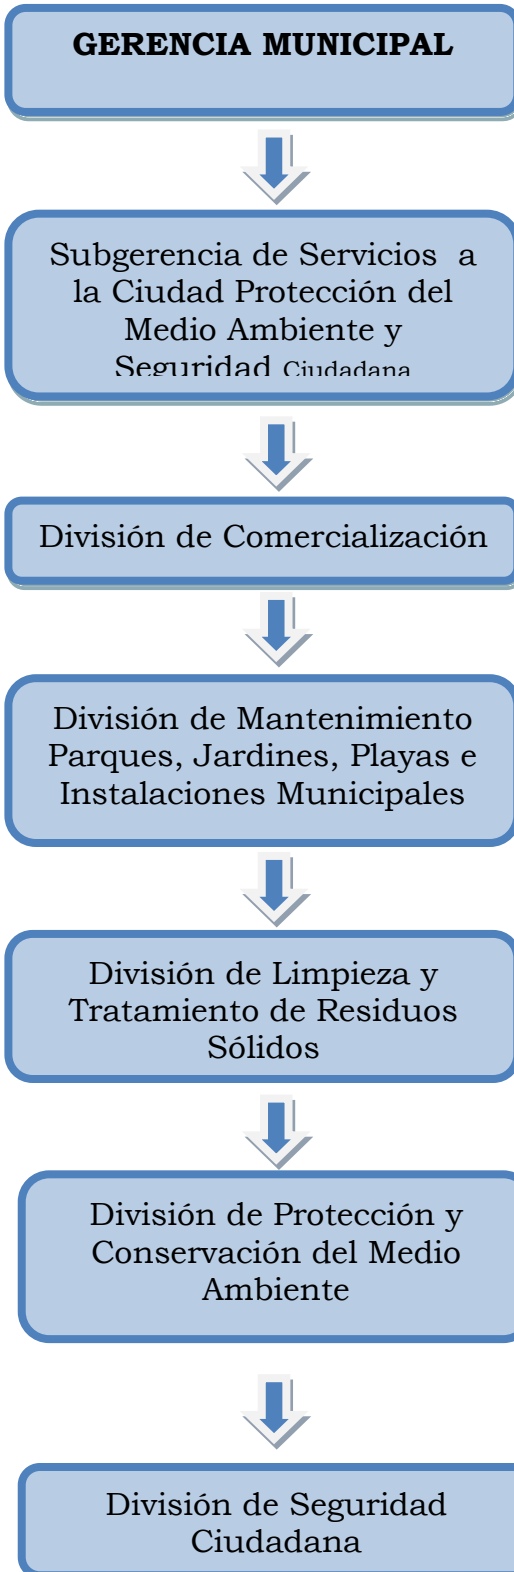 GERENCIA MUNICIPAL
Subgerencia de Servicios a
la Ciudad Protección del
Medio Ambiente y
Seguridad Ciudadana
División de Comercialización
División de Mantenimiento
Parques, Jardines, Playas e
Instalaciones Municipales
División de Limpieza y
Tratamiento de Residuos
Sólidos
División de Protección y
Conservación del Medio
Ambiente
División de Seguridad
Ciudadana